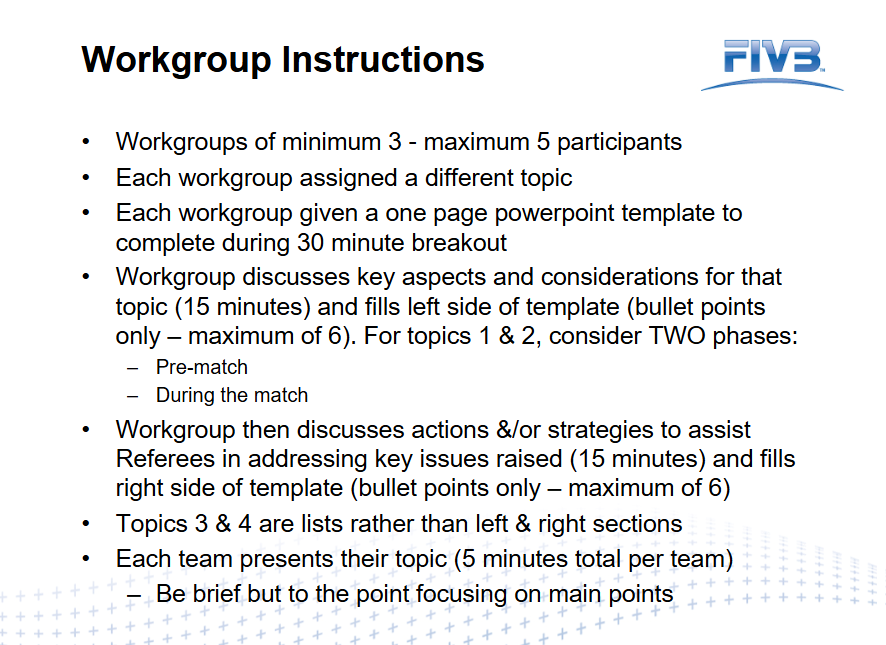 Workgroup Instructions
FIVB
TM
• Workgroups of minimum 3 - maximum 5 participants
• Each workgroup assigned a different topic
• Each workgroup given a one page powerpoint template to
complete during 30 minute breakout
• Workgroup discusses key aspects and considerations for that
topic (15 minutes) and fills left side of template (bullet points
only – maximum of 6). For topics 1 & 2, consider TWO phases:
– Pre-match
– During the match
• Workgroup then discusses actions &/or strategies to assist
Referees in addressing key issues raised (15 minutes) and fills
right side of template (bullet points only – maximum of 6)
• Topics 3 & 4 are lists rather than left & right sections
• Each team presents their topic (5 minutes total per team)
– Be brief but to the point focusing on main points